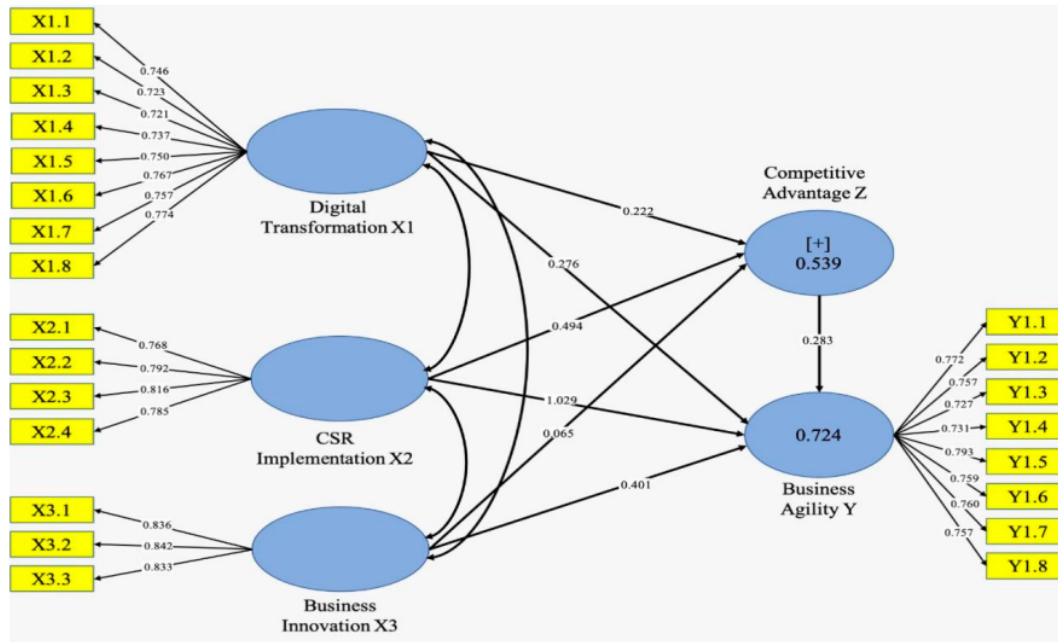 X1.1
X1.2
X1.3
X1.4
X1.5
X1.6
X1.7
X1.8
0.746
0.723
0.721
0.737
0.750
0.767
0.757
0.774
Digital
Transformation X1
X2.1
X2.2
X2.3
X2.4
0.768
0.792
0.816
0.785
CSR
Implementation X2
X3.1
X3.2
X3.3
0.836
0.842
0.833
Business
Innovation X3
0.222
0.276
0.494
1.029
0.065
0.401
Competitive
Advantage Z
[+]
0.539
0.283
0.724
Business
Agility Y
0.772
0.757
0.727
0.731
0.793
0.759
0.760
0.757
Y1.1
Y1.2
Y1.3
Y1.4
Y1.5
Y1.6
Y1.7
Y1.8